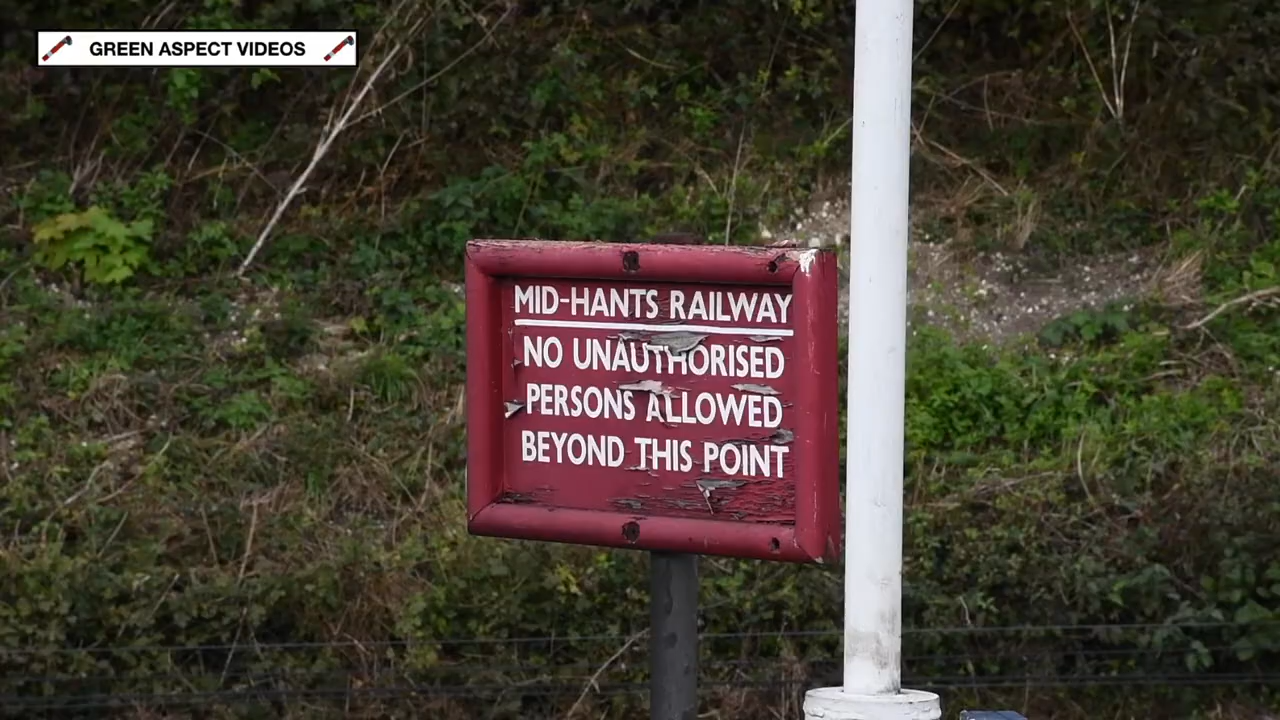 GREEN ASPECT VIDEOS
MID-HANTS RAILWAY
NO UNAUTHORISED
PERSONS ALLOWED
BEYOND THIS POINT